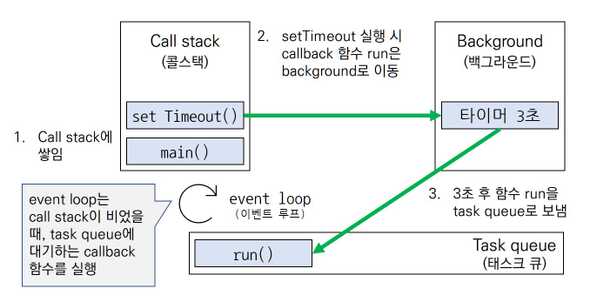 Call stack
(콜스택)
set Timeout()
main()
1. Call stack에
쌓임
2. setTimeout 실행 시
callback 함수 run은
background로 이동
Background
(백그라운드)
타이머 3초
3. 3초 후 함수 run을
task queue로 보냄
event loop는
call stack이 비었을
때, task queue에
대기하는 callback
함수를 실행
event loop
(이벤트 루프)
run()
Task queue
(태스크 큐)